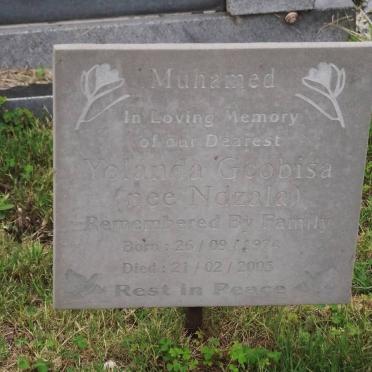 Muhamed
In Loving Memory
of our Dearest
Yolanda Gcobisa
(nee Ndzala)
Remembered By Family
Born : 26 / 09 / 1974
Died : 21 / 02 / 2005
Rest in Peace